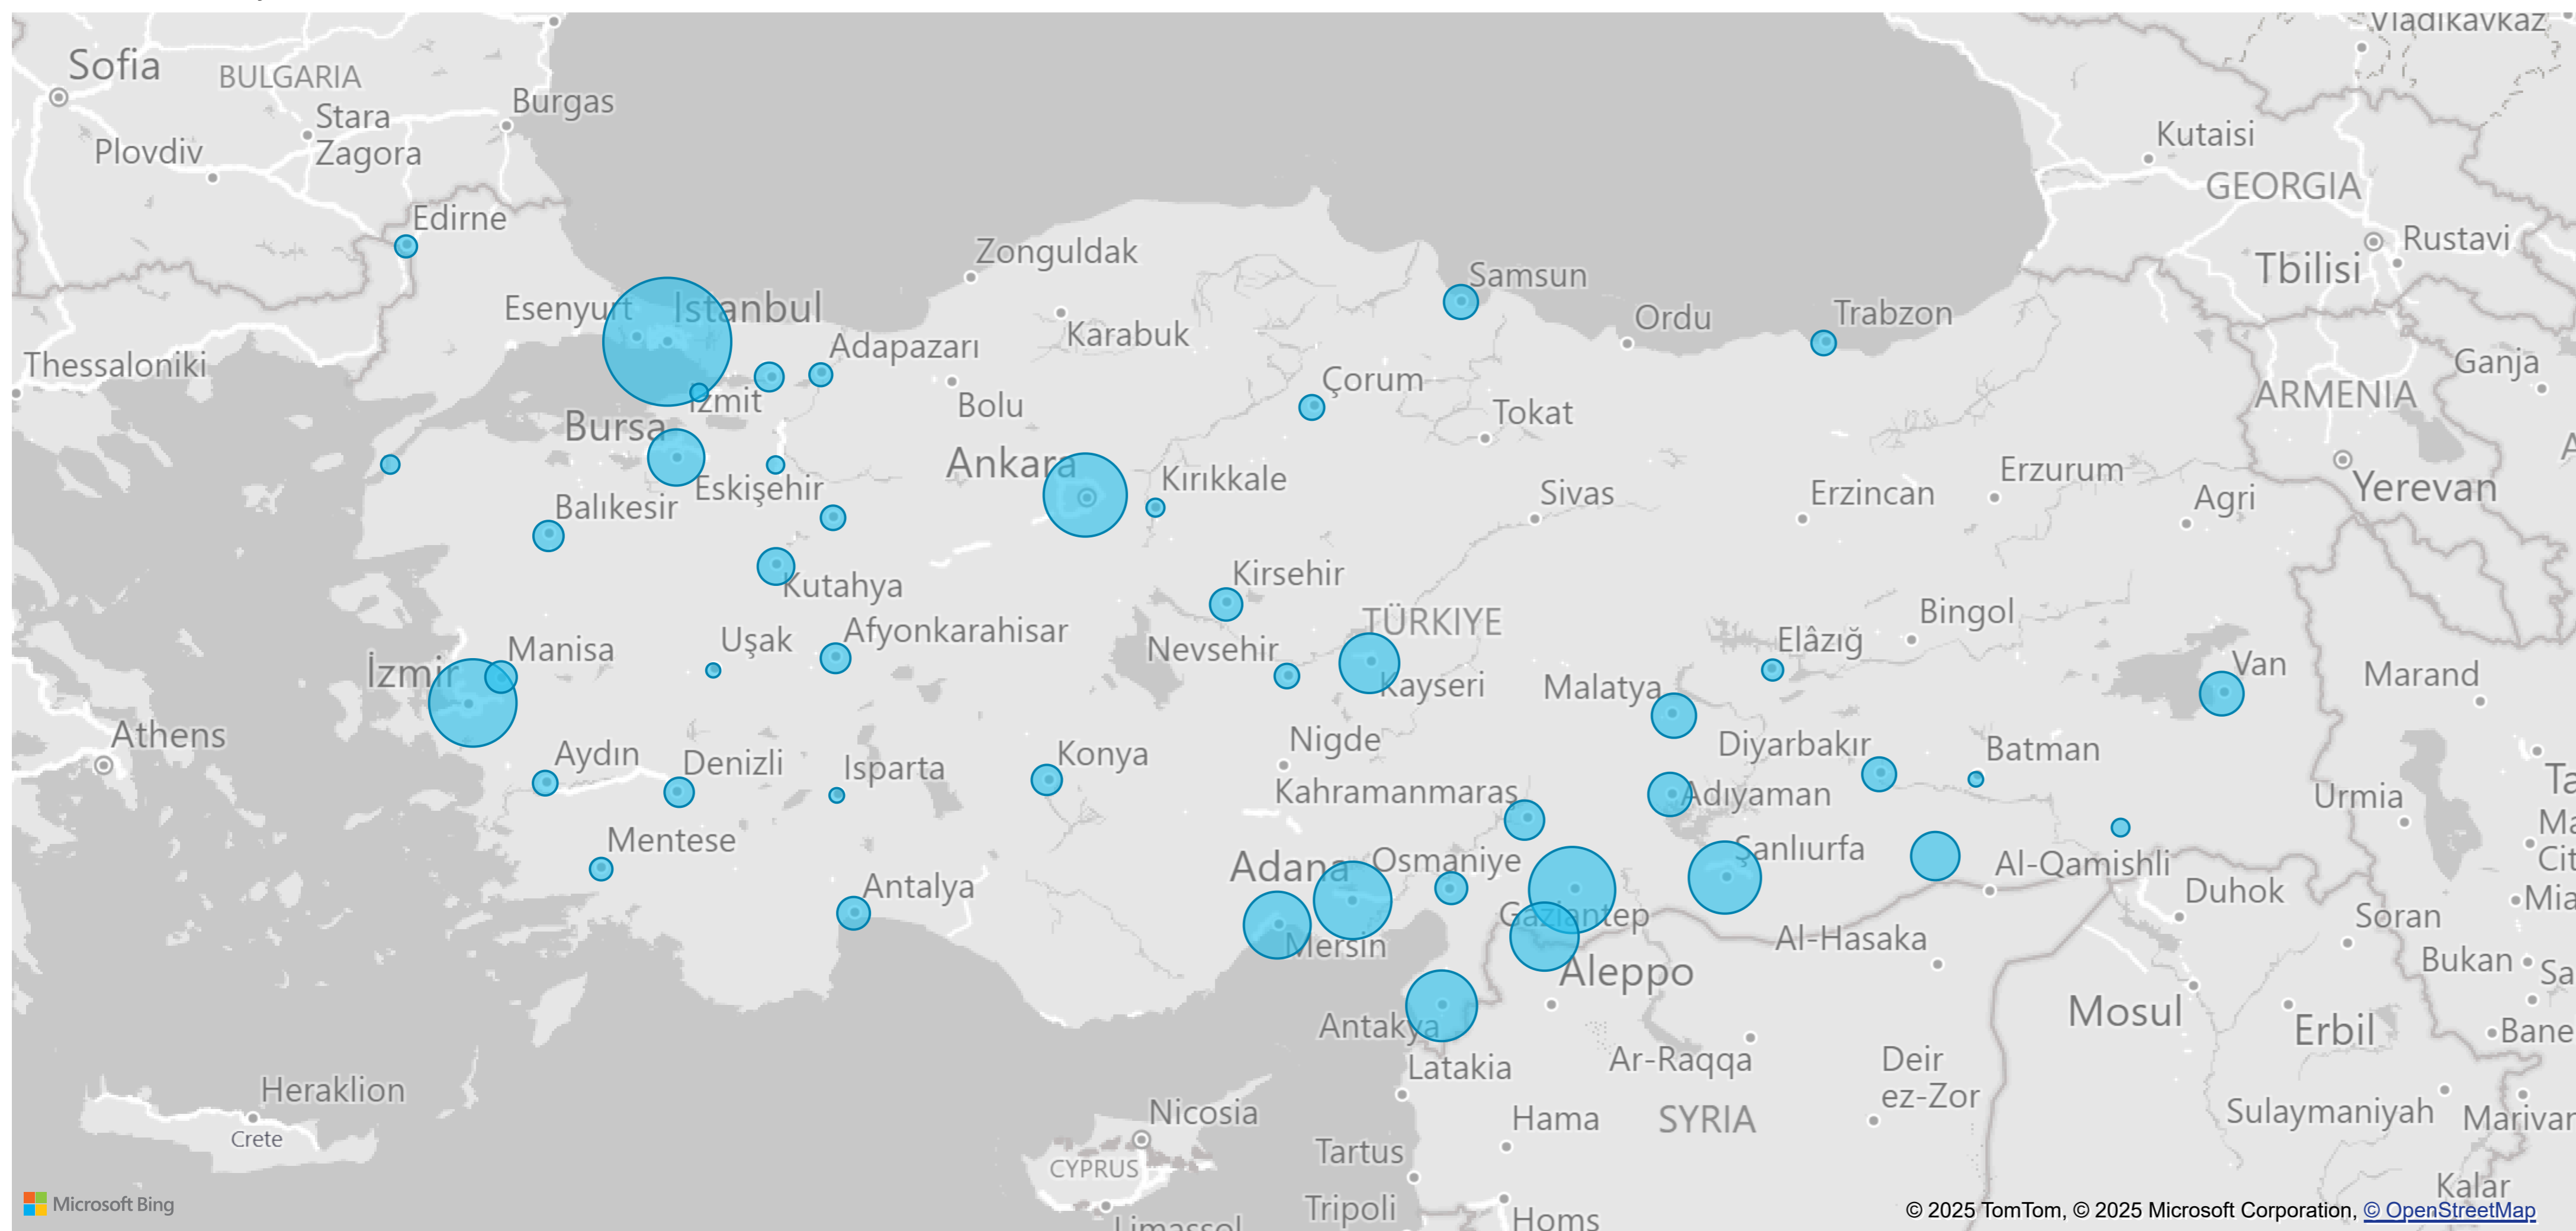 Vladikavkaz
Sofia
BULGARIA
Burgas
Stara
Zagora
Plovdiv
Kutaisi
GEORGIA
Edirne
Rustavi
Tbilisi
Zonguldak
Samsun
Esenyurt
Istanbul
Ordu
Trabzon
Karabuk
Adapazarı
Thessaloniki
Ganja
Çorum
ARMENIA
Izmit
Bolu
Tokat
Bursa
Ankara
Kırıkkale
Erzurum
Yerevan
Eskişehir
Balıkesir
Sivas
Erzincan
Agri
Kirsehir
Kutahya
TÜRKIYE
Bingol
Afyonkarahisar
Uşak
Elâzığ
Manisa
Nevsehir
Van
İzmir
Kayseri
Malatya
Marand
Athens
Nigde
Diyarbakır
Batman
Aydın
Denizli
Isparta
Konya
Kahramanmaraş
Adıyaman
Urmia
Mentese
Şanlıurfa
Adana
Osmaniye
Al-Qamishli
Antalya
Duhok
Gaziantep
Soran
Mersin
Al-Hasaka
Aleppo
Bukan
Antakya
Mosul
Erbil
Latakia
Ar-Raqqa
Deir
ez-Zor
Heraklion
Crete
Nicosia
Hama
SYRIA
Sulaymaniyah
Tartus
CYPRUS
Kalar
Tripoli
Homs
Limassol
Microsoft Bing
© 2025 TomTom, © 2025 Microsoft Corporation, © OpenStreetMap